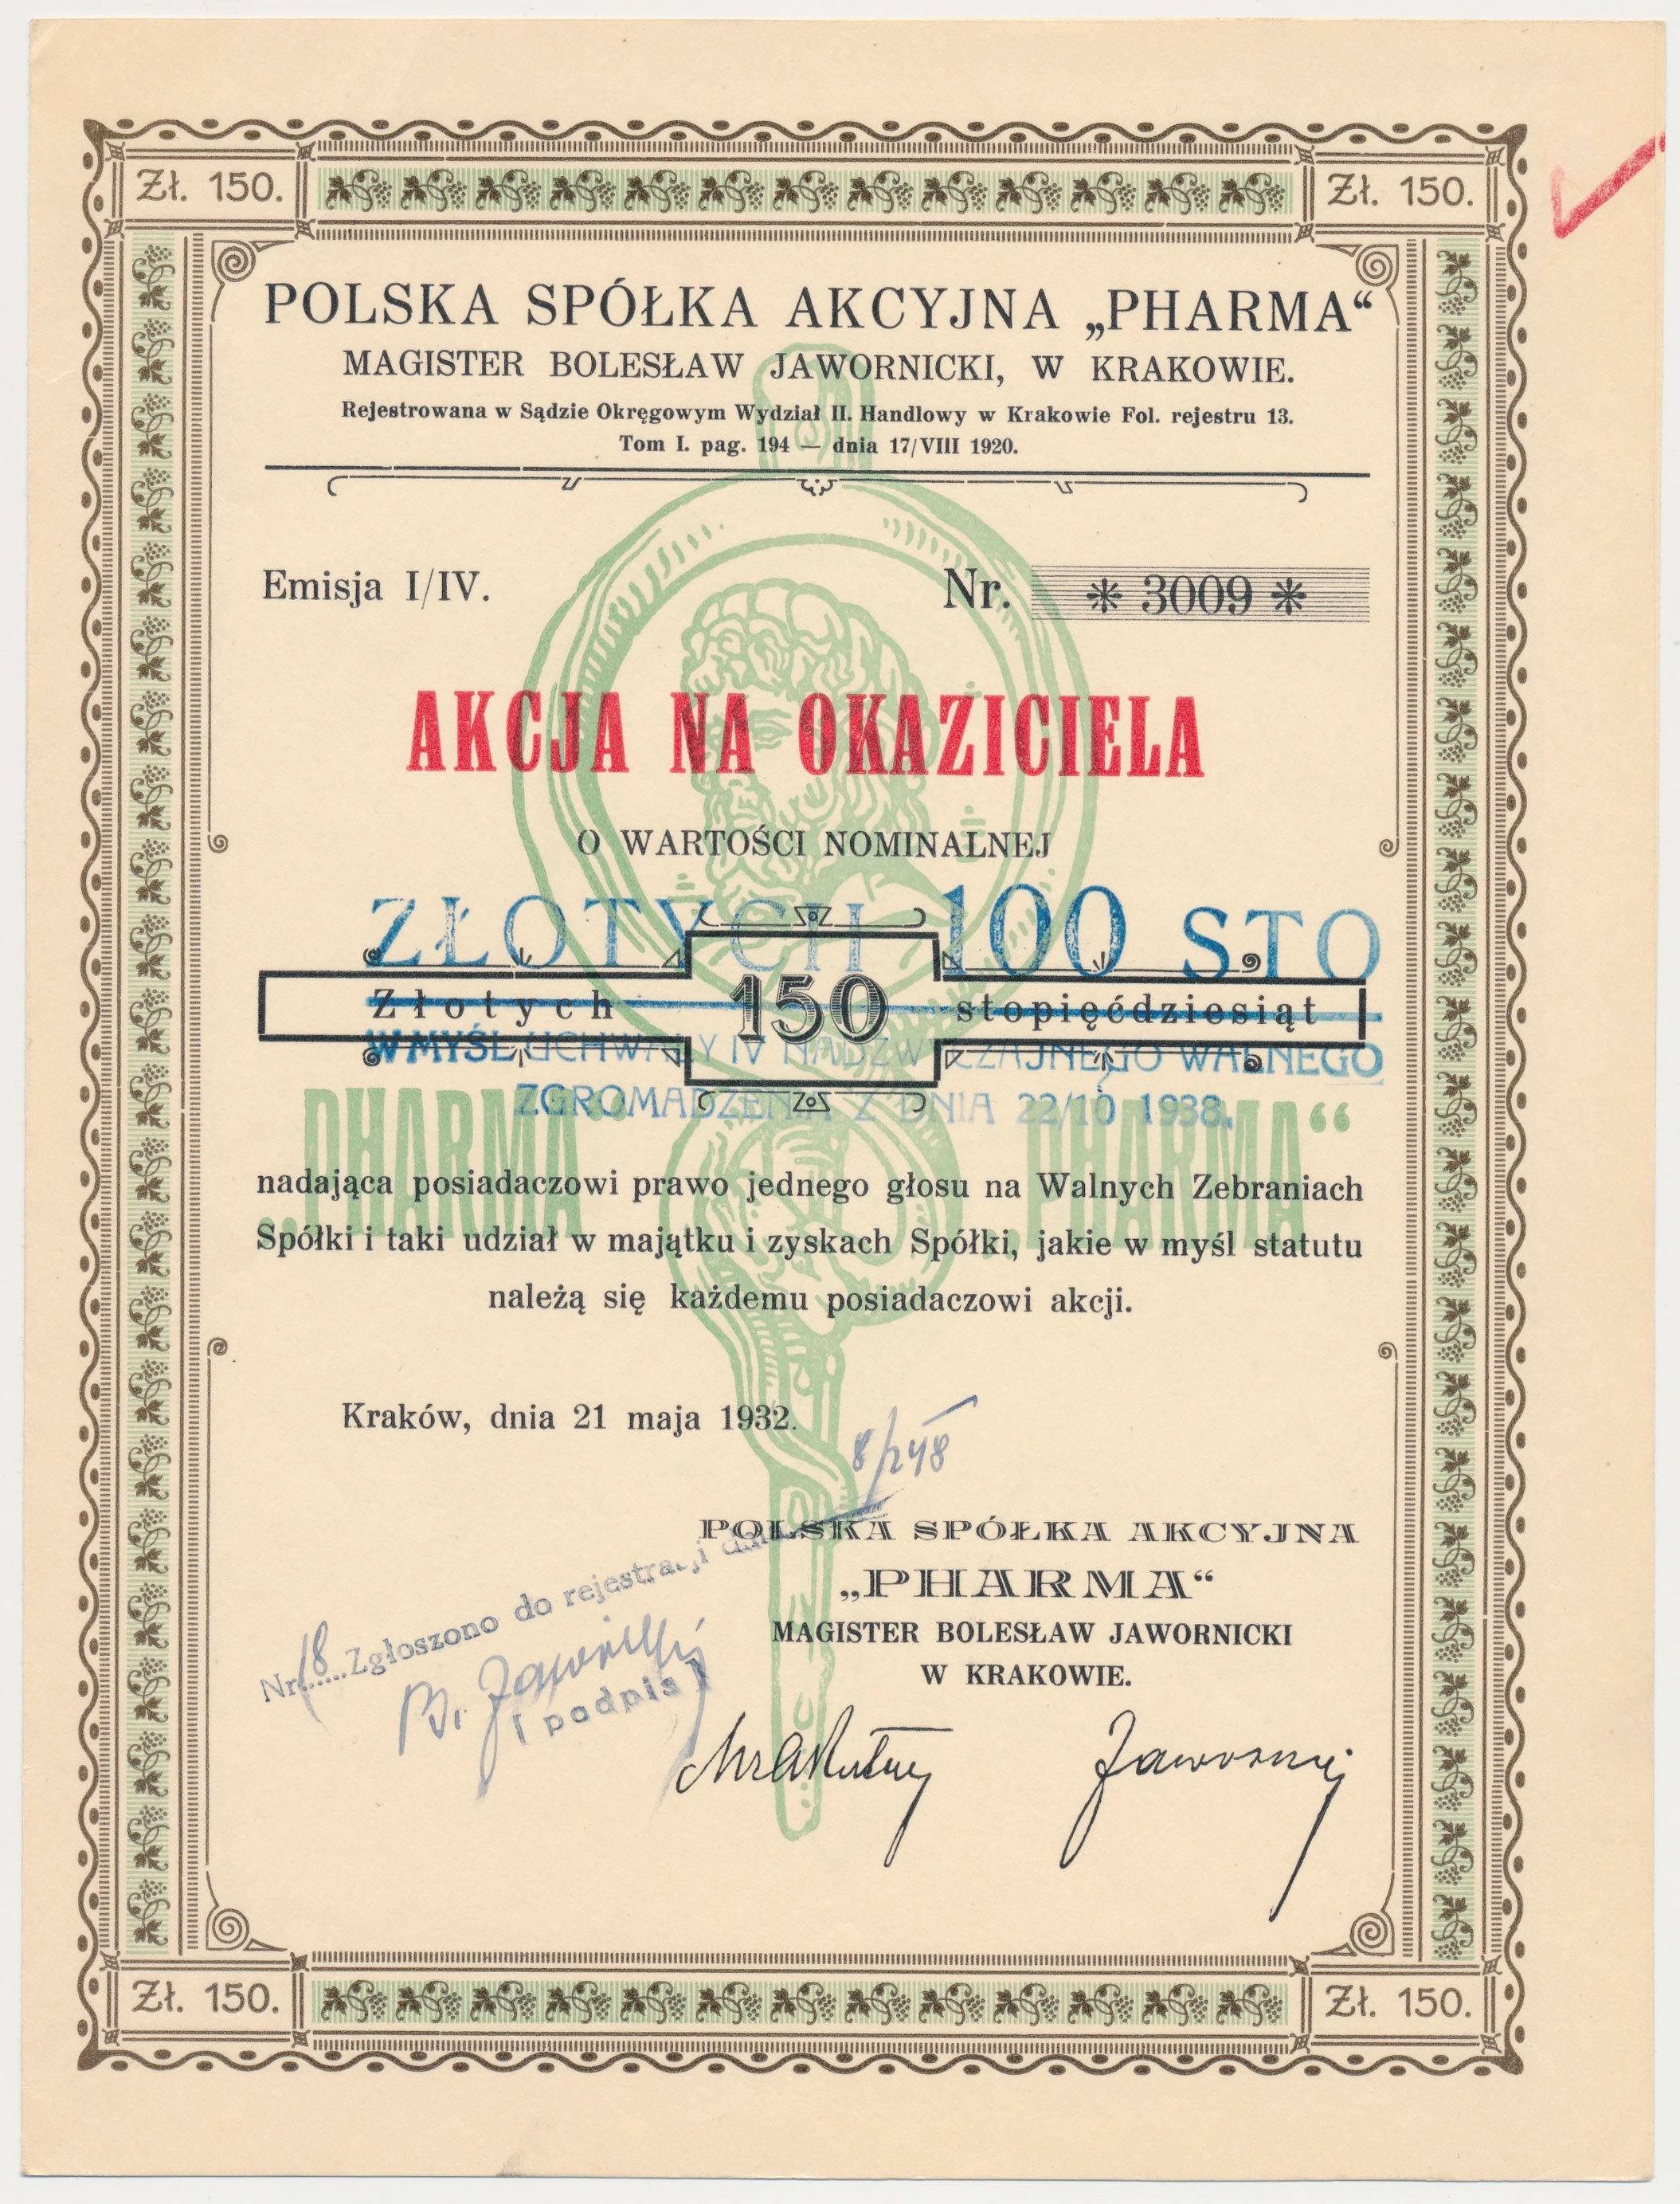 Zł. 150.
Zł. 150.
POLSKA SPÓŁKA AKCYJNA „PHARMA“
MAGISTER BOLESŁAW JAWORNICKI, W KRAKOWIE.
Rejestrowana w Sądzie Okręgowym Wydział II. Handlowy w Krakowie Fol. rejestru 13.
Tom I. pag. 194 — dnia 17/VIII 1920.
Emisja I/IV.
Nr. * 3009 *
AKCJA NA OKAZICIELA
O WARTOŚCI NOMINALNEJ
ZŁOTYCH 100 STO
Złotych 150 stopięćdziesiąt
W MYŚL UCHWAŁY IV NADZWYCZAJNEGO WALNEGO
ZGROMADZENIA Z DNIA 22/10 1938.
„PHARMA“ „PHARMA“
nadająca posiadaczowi prawo jednego głosu na Walnych Zebraniach
Spółki i taki udział w majątku i zyskach Spółki, jakie w myśl statutu
należą się każdemu posiadaczowi akcji.
Kraków, dnia 21 maja 1932.
POLSKA SPÓŁKA AKCYJNA
„PHARMA“
MAGISTER BOLESŁAW JAWORNICKI
W KRAKOWIE.
Nr. 18 Zgłoszono do rejestracji dnia
(podpis)
Zł. 150.
Zł. 150.